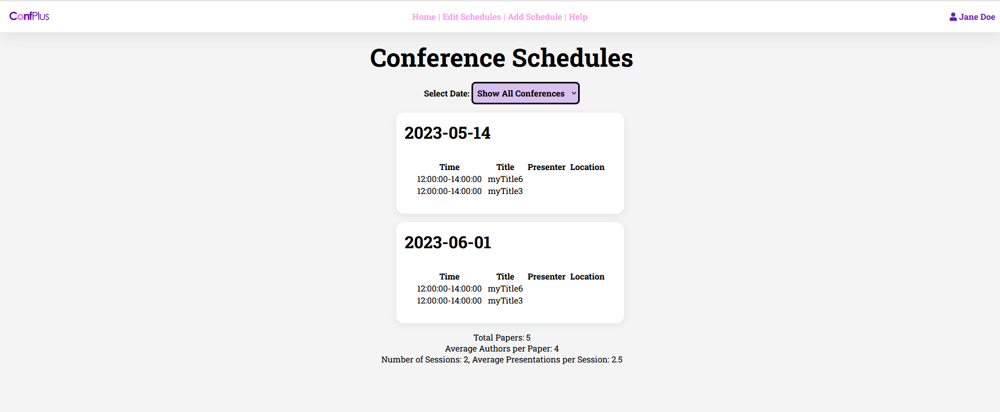 ConfPlus
Home | Edit Schedules | Add Schedule | Help
Jane Doe
Conference Schedules
Select Date: Show All Conferences
2023-05-14
Time Title Presenter Location
12:00:00-14:00:00 myTitle6
12:00:00-14:00:00 myTitle3
2023-06-01
Time Title Presenter Location
12:00:00-14:00:00 myTitle6
12:00:00-14:00:00 myTitle3
Total Papers: 5
Average Authors per Paper: 4
Number of Sessions: 2, Average Presentations per Session: 2.5